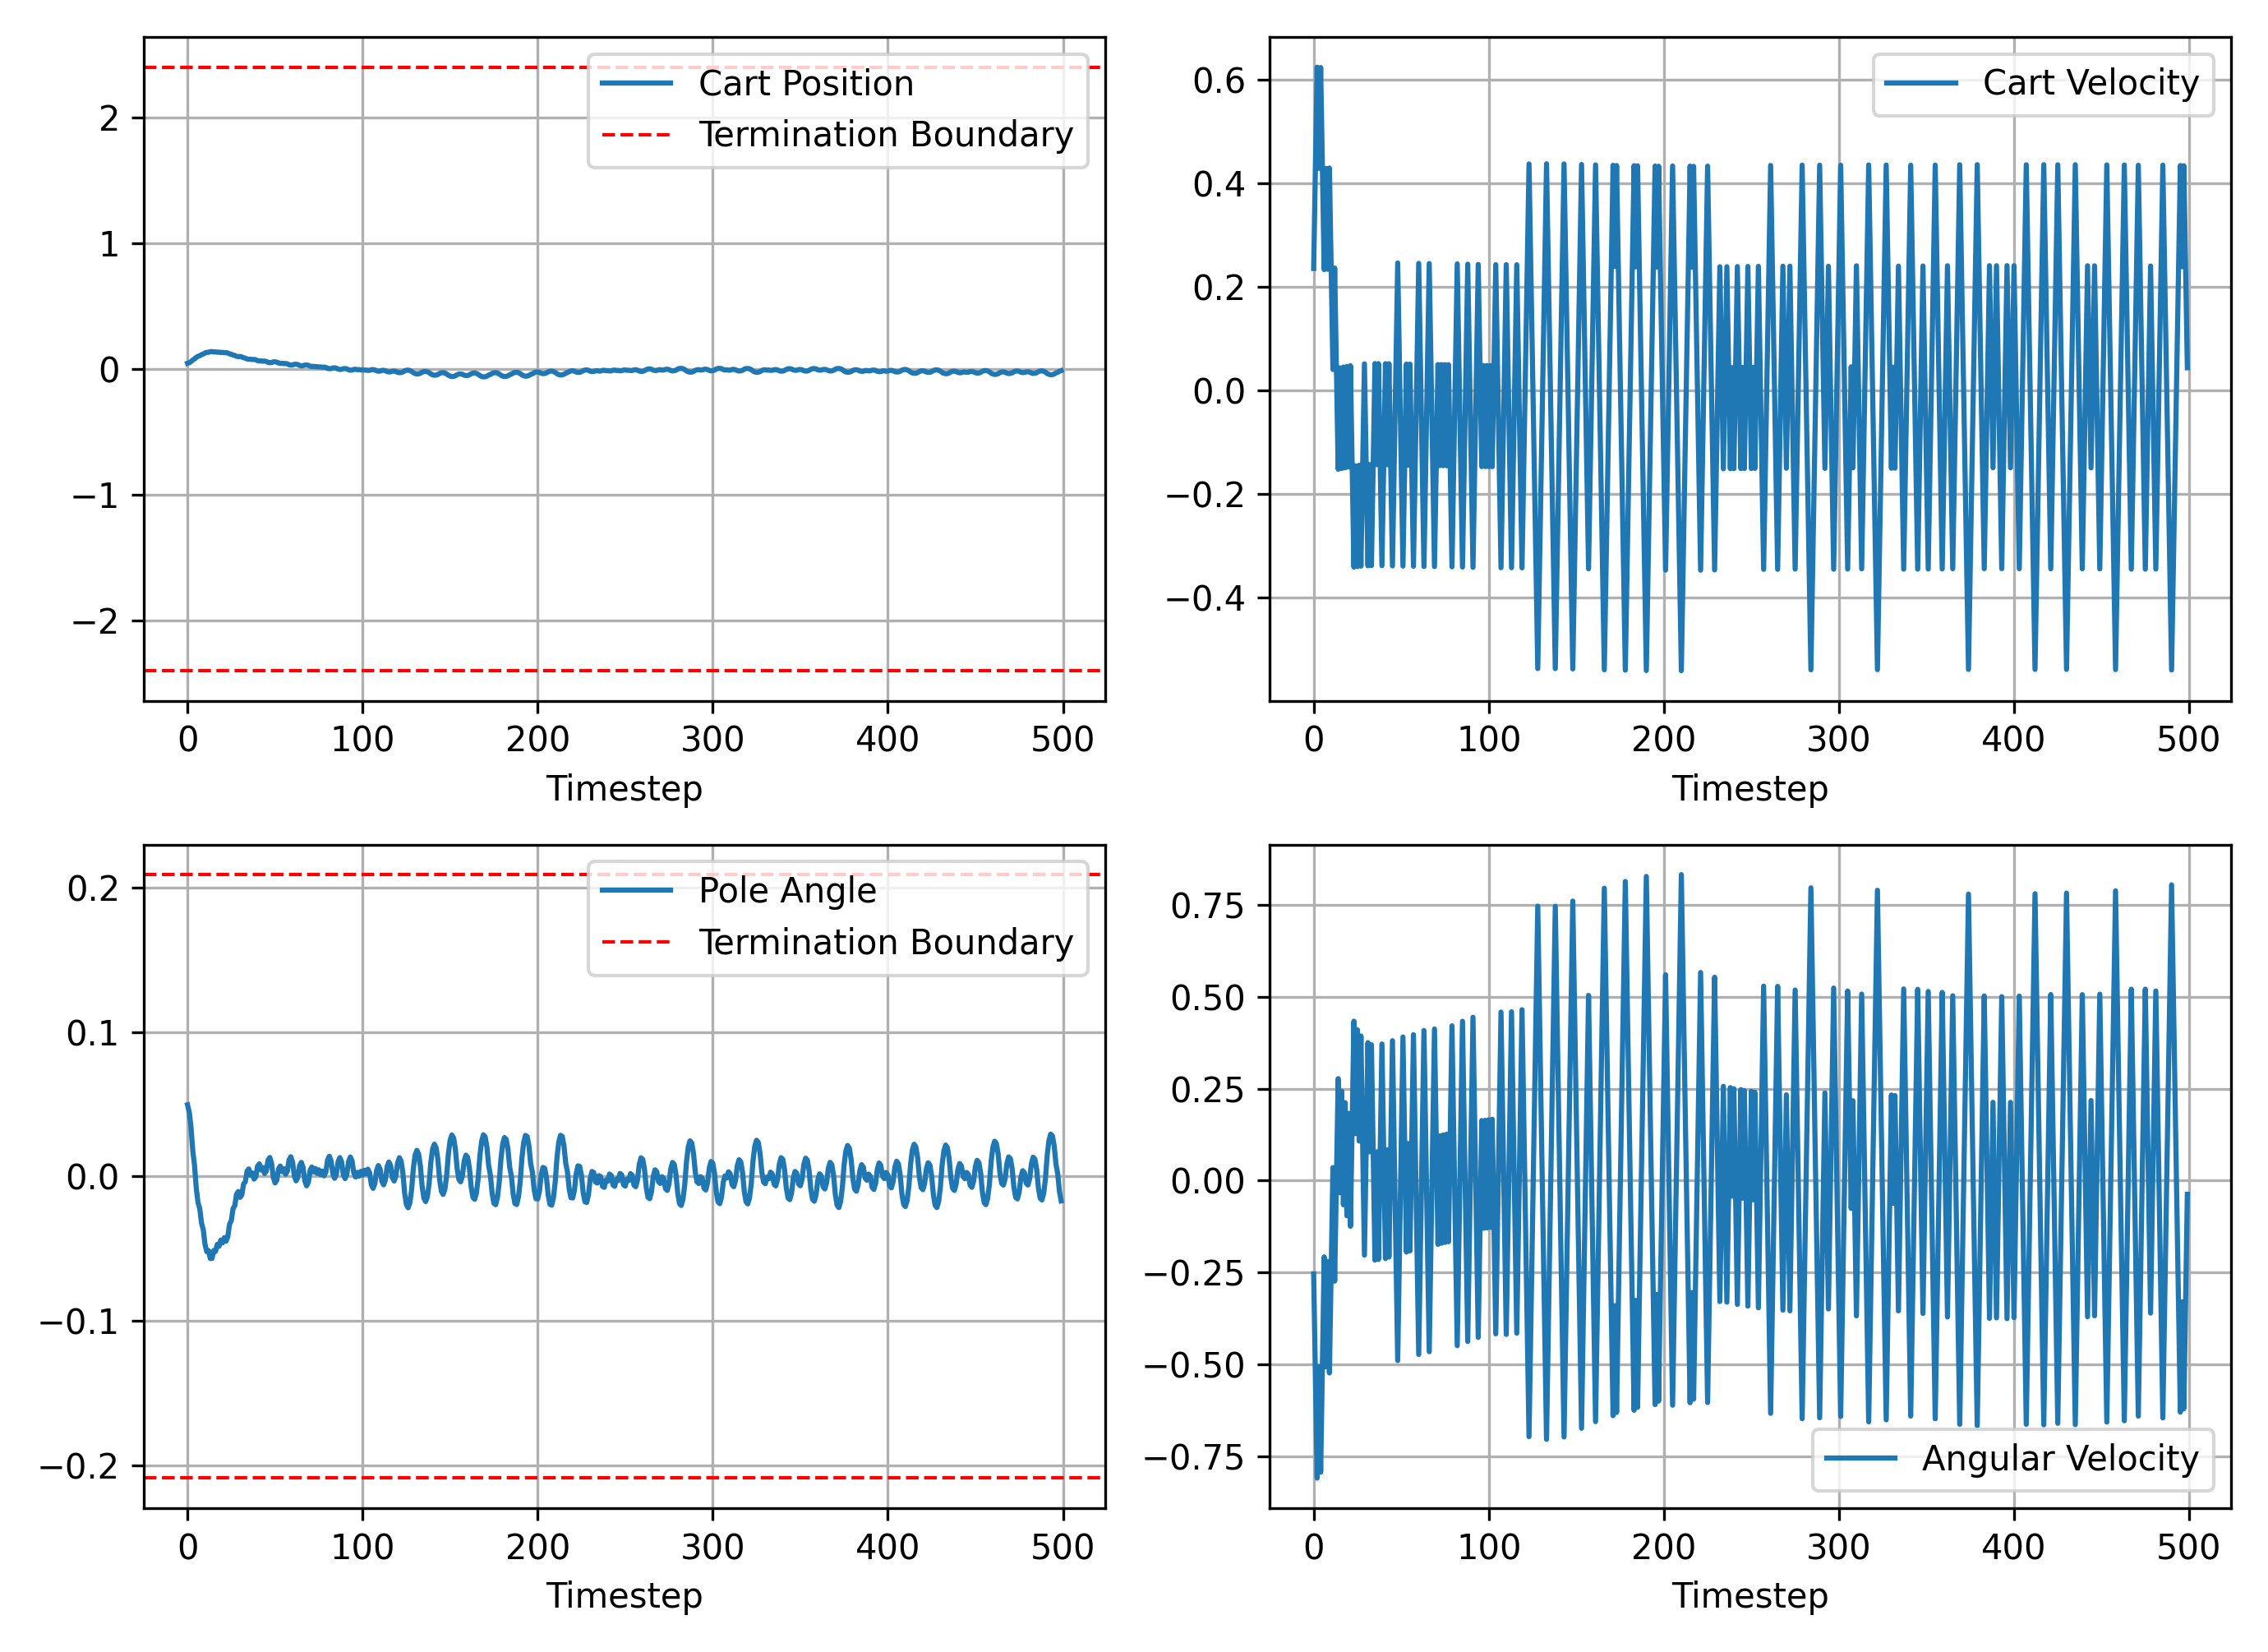 Cart Position
Termination Boundary
2
1
0
−1
−2
0 100 200 300 400 500
Timestep
Cart Velocity
0.6
0.4
0.2
0.0
−0.2
−0.4
0 100 200 300 400 500
Timestep
Pole Angle
Termination Boundary
0.2
0.1
0.0
−0.1
−0.2
0 100 200 300 400 500
Timestep
0.75
0.50
0.25
0.00
−0.25
−0.50
−0.75
Angular Velocity
0 100 200 300 400 500
Timestep